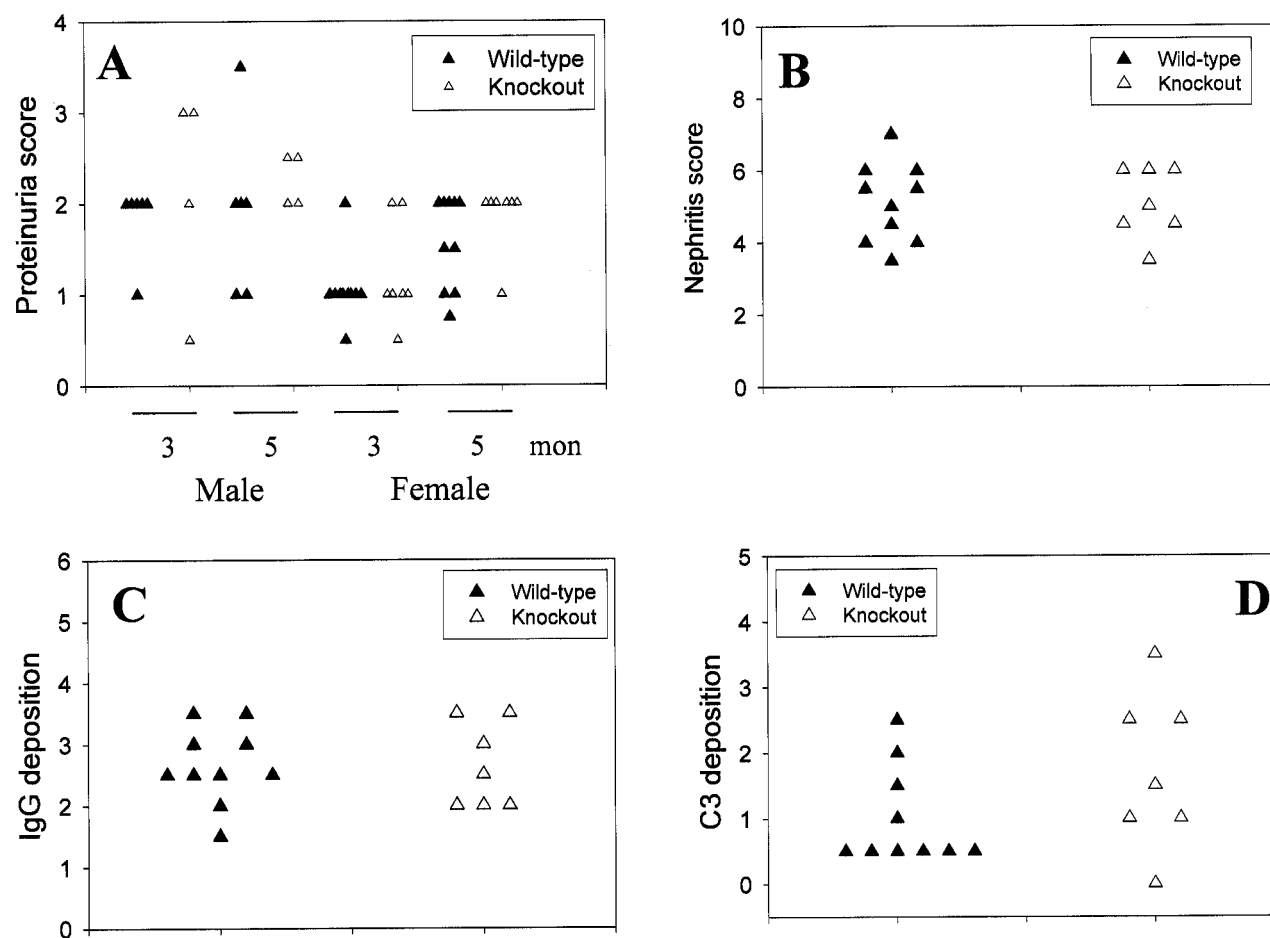 A
Wild-type
Knockout
Proteinuria score
4
3
2
1
0
3 5 3 5 mon
Male Female
B
Wild-type
Knockout
Nephritis score
10
8
6
4
2
0
C
Wild-type
Knockout
IgG deposition
6
5
4
3
2
1
0
D
Wild-type
Knockout
C3 deposition
5
4
3
2
1
0